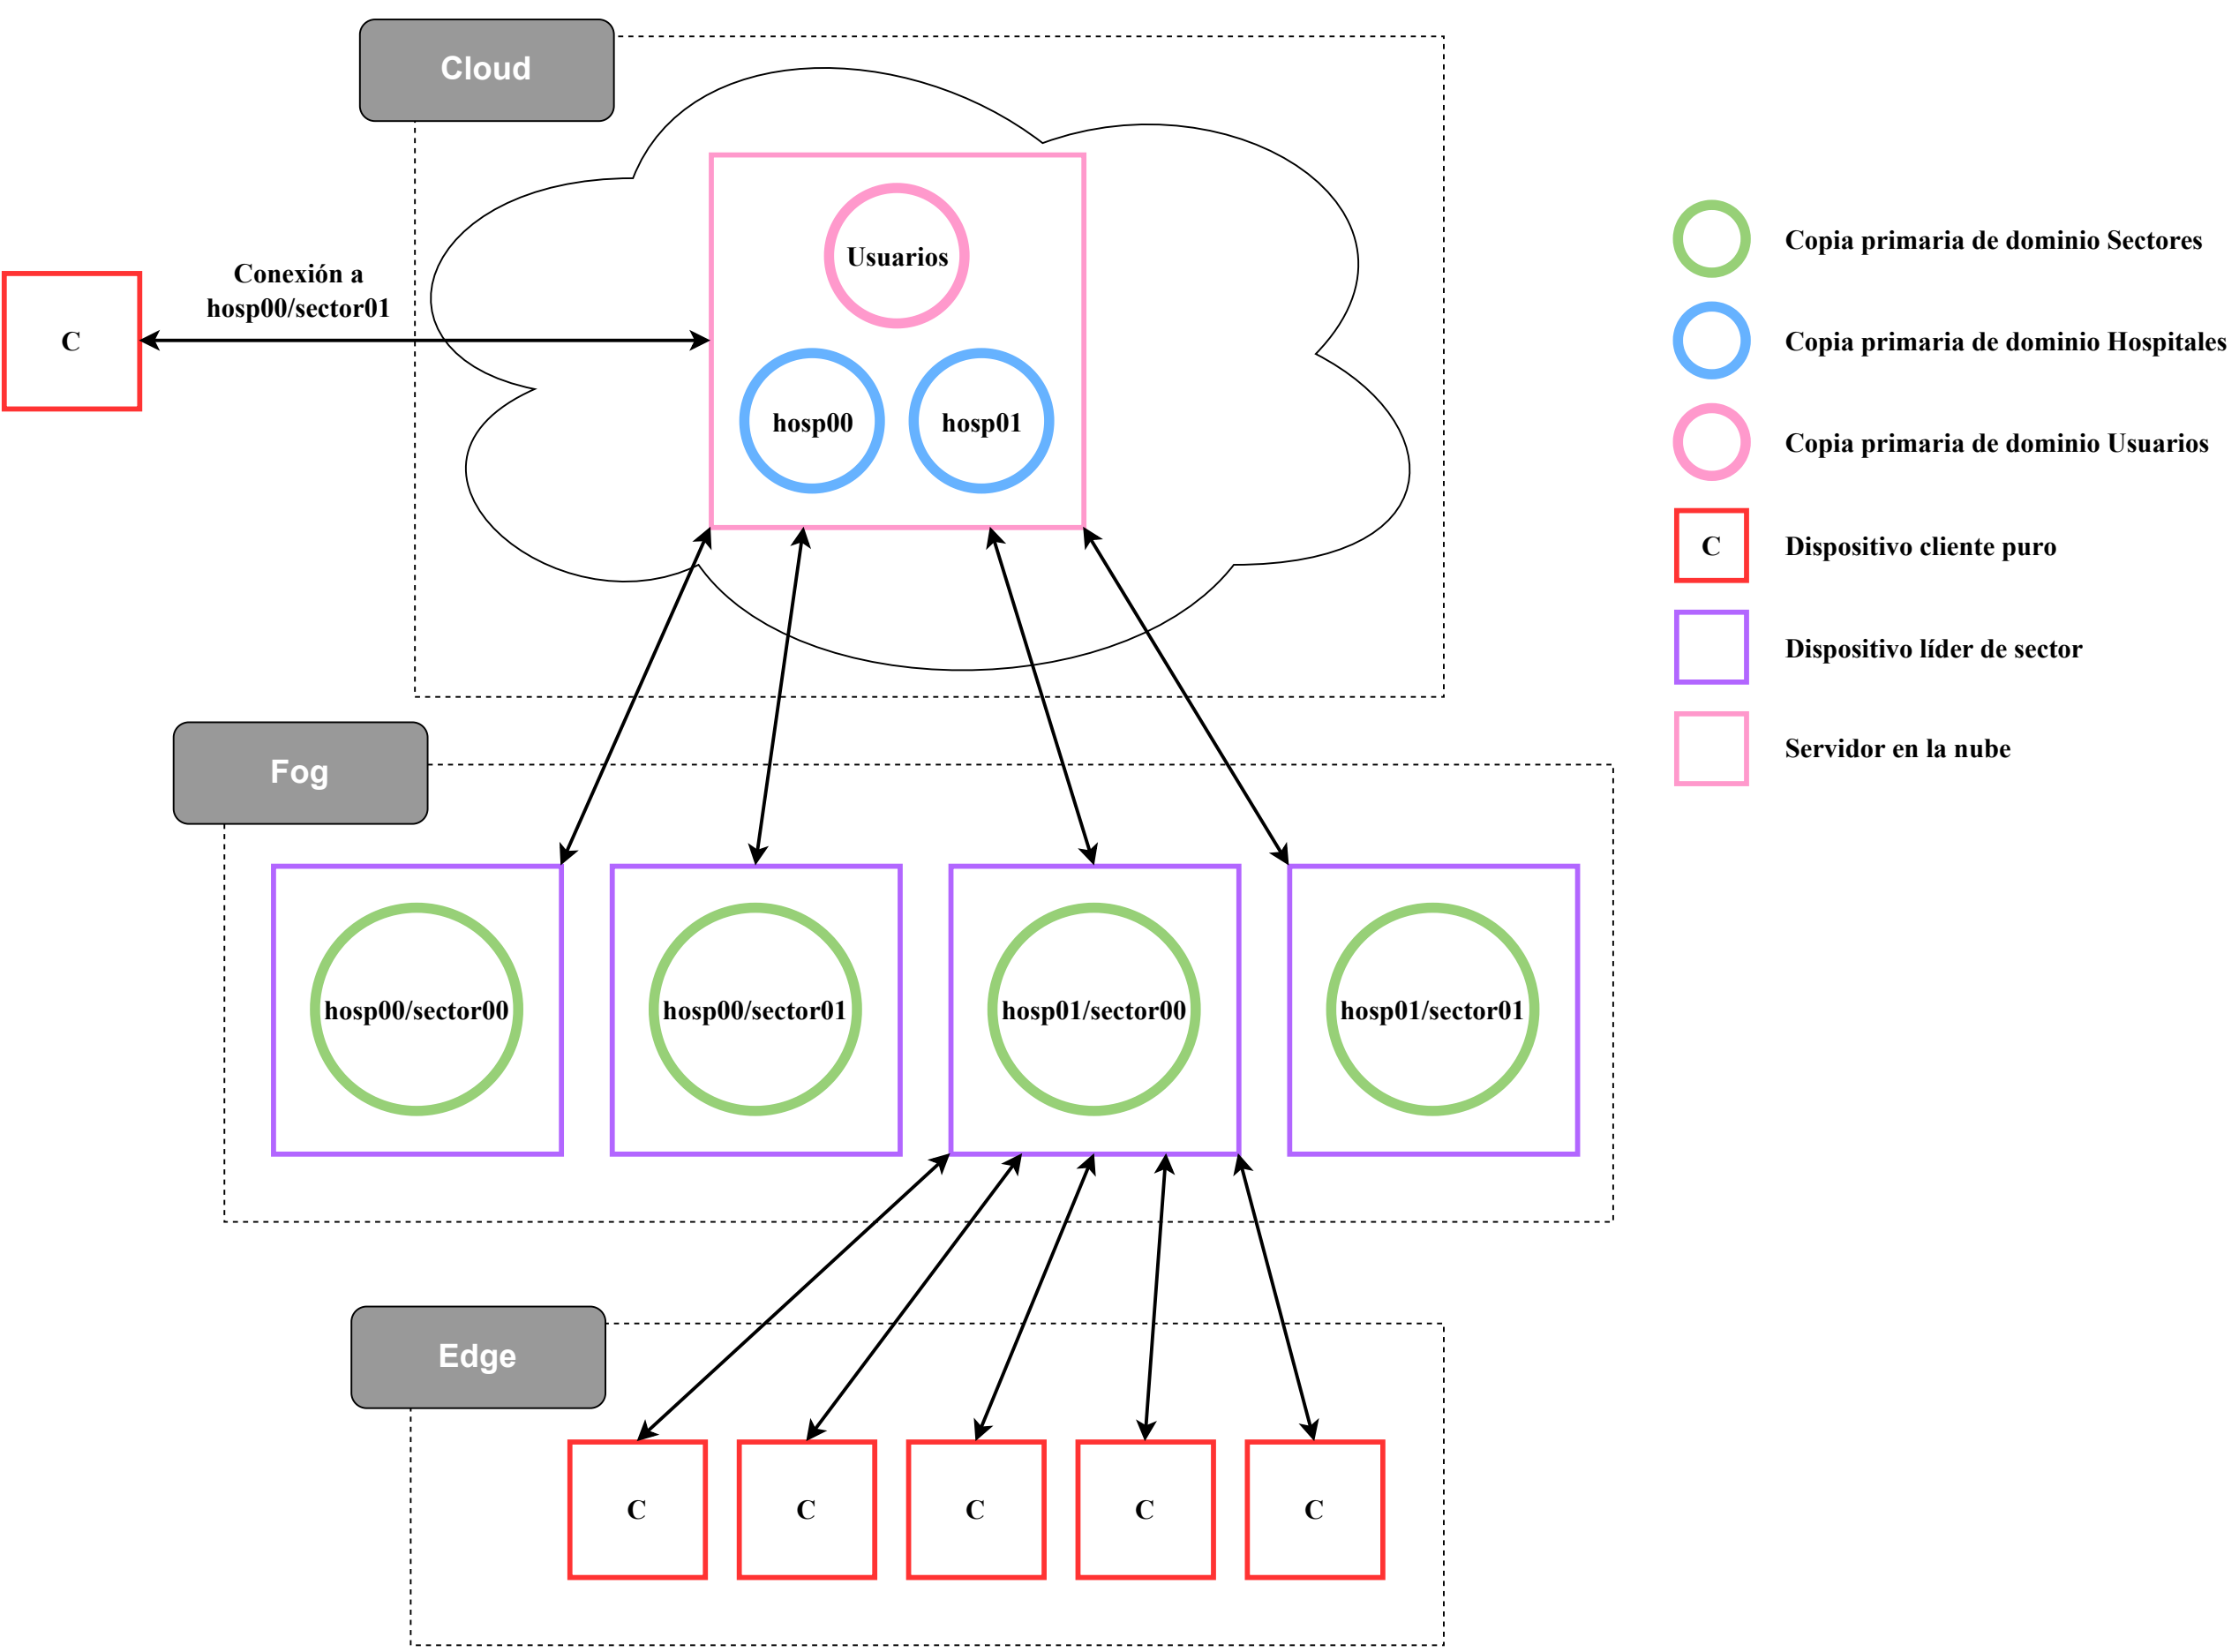 Cloud
Conexión a
hosp00/sector01
C
Usuarios
hosp00
hosp01
Copia primaria de dominio Sectores
Copia primaria de dominio Hospitales
Copia primaria de dominio Usuarios
C
Dispositivo cliente puro
Dispositivo líder de sector
Servidor en la nube
Fog
hosp00/sector00
hosp00/sector01
hosp01/sector00
hosp01/sector01
Edge
C
C
C
C
C